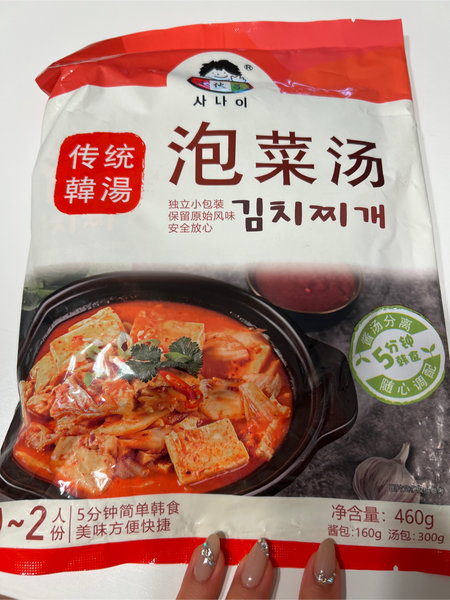 ®
사나이
传统
韓湯
泡菜汤
独立小包装
保留原始风味
安全放心
김치찌개
酱汤分离
5分钟
韩食
随心调配
~2人份
5分钟简单韩食
美味方便快捷
净含量：460g
酱包:160g 汤包:300g